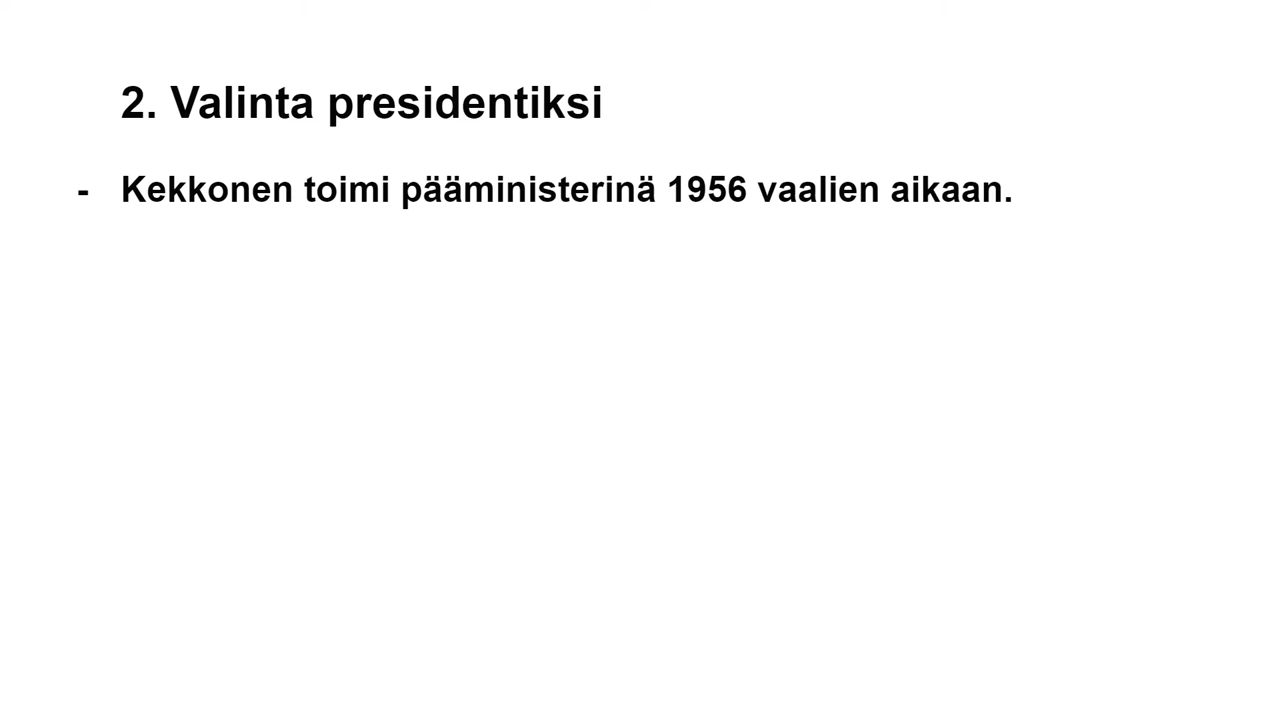 2. Valinta presidentiksi
- Kekkonen toimi pääministerinä 1956 vaalien aikaan.